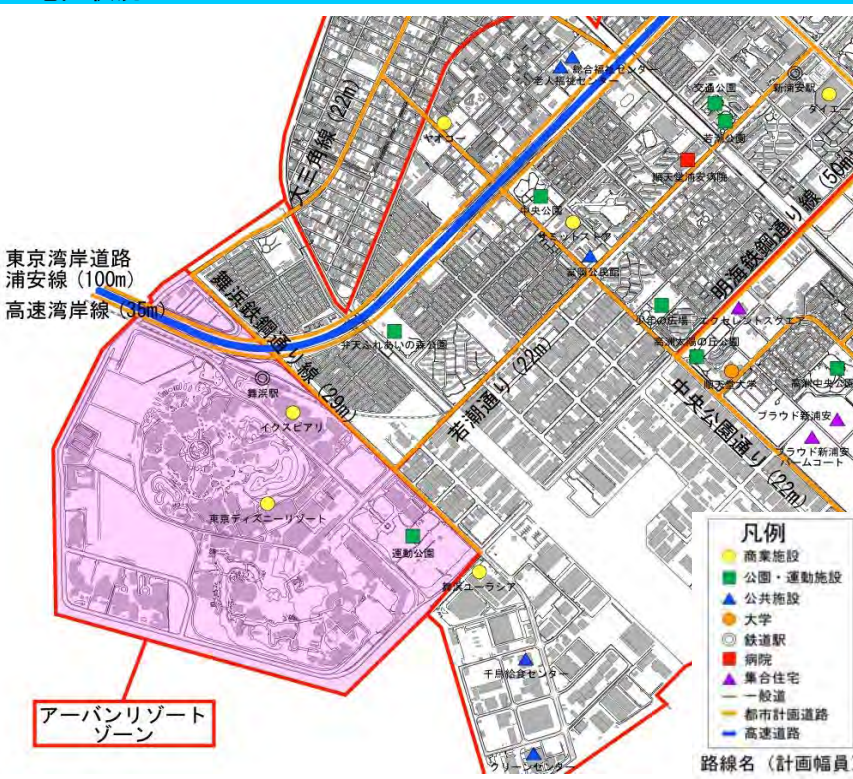 総合福祉センター
老人福祉センター
交通公園
新浦安駅
ダイエー
若潮公園
ヤオコー
大三角線 (22m)
順天堂浦安病院
中央公園
サミットストア
富岡公民館
明海鉄鋼通り線 (50m)
東京湾岸道路
浦安線 (100m)
高速湾岸線 (35m)
舞浜鉄鋼通り線 (29m)
弁天ふれあいの森公園
少年の広場
エクセレントスクエア
高洲太陽の丘公園
順天堂大学
高洲中央公園
舞浜駅
イクスピアリ
若潮通り (22m)
中央公園通り (22m)
プラウド新浦安
プラウド新浦安
パームコート
東京ディズニーリゾート
運動公園
舞浜ユーラシア
千鳥給食センター
クリーンセンター
アーバンリゾート
ゾーン
凡例
商業施設
公園・運動施設
公共施設
大学
鉄道駅
病院
集合住宅
一般道
都市計画道路
高速道路
路線名 (計画幅員)